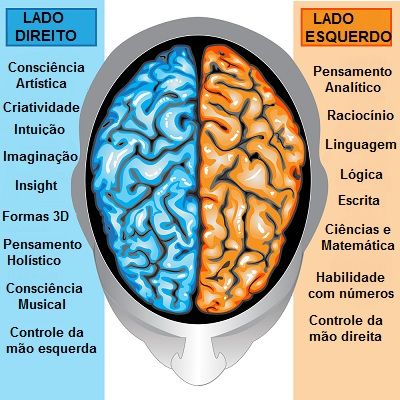 LADO
DIREITO
Consciência
Artística
Criatividade
Intuição
Imaginação
Insight
Formas 3D
Pensamento
Holístico
Consciência
Musical
Controle da
mão esquerda
LADO
ESQUERDO
Pensamento
Analítico
Raciocínio
Linguagem
Lógica
Escrita
Ciências e
Matemática
Habilidade
com números
Controle da
mão direita